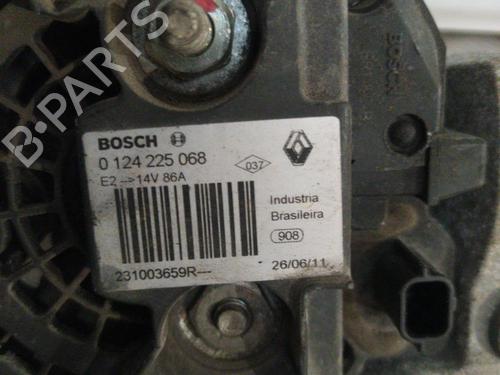 B-PARTS
BOSCH
BOSCH
0 124 225 068
037
E2-->14V 86A
Industria
Brasileira
908
231003659R---
26/06/11